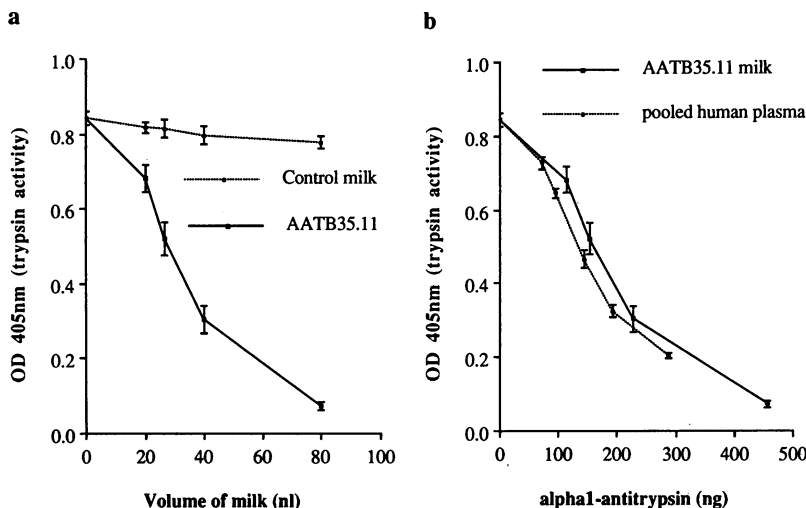 a
OD 405nm (trypsin activity)
1.0
0.8
0.6
0.4
0.2
0.0
Control milk
AATB35.11
0
20
40
60
80
100
Volume of milk (nl)
b
OD 405nm (trypsin activity)
AATB35.11 milk
pooled human plasma
1.0
0.8
0.6
0.4
0.2
0.0
0
100
200
300
400
500
alpha1-antitrypsin (ng)